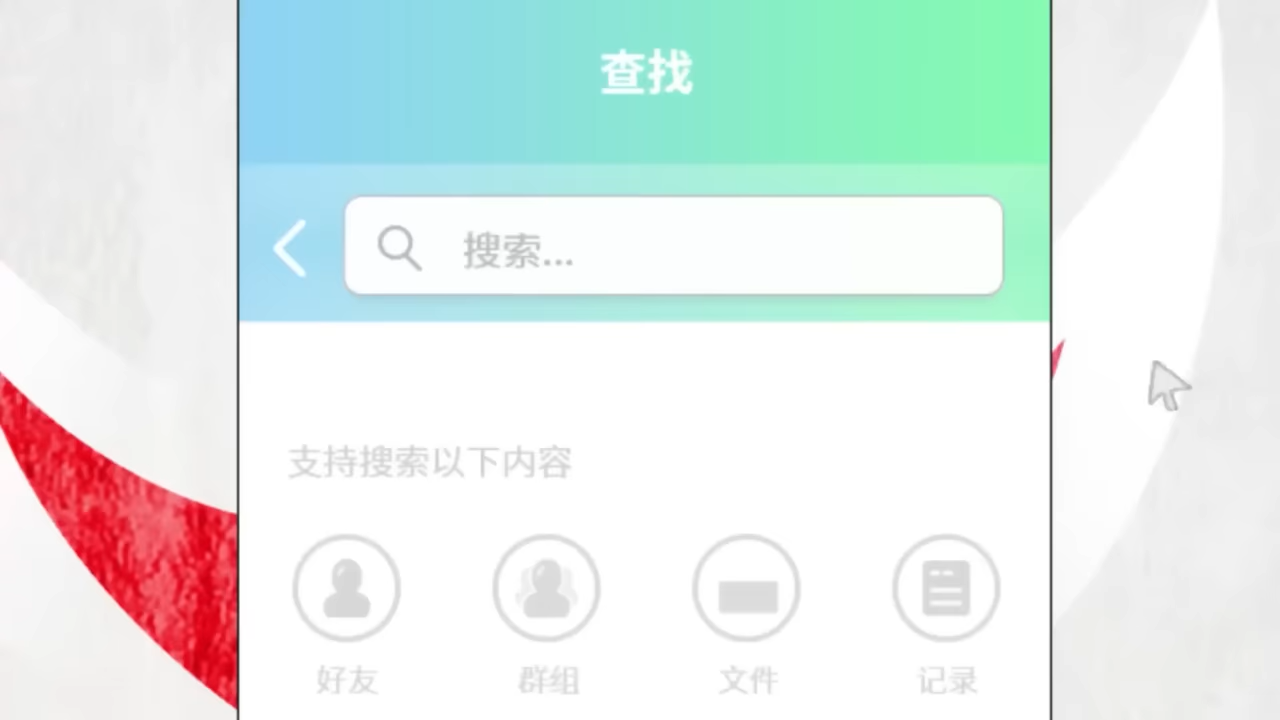 查找
搜索...
支持搜索以下内容
好友 群组 文件 记录